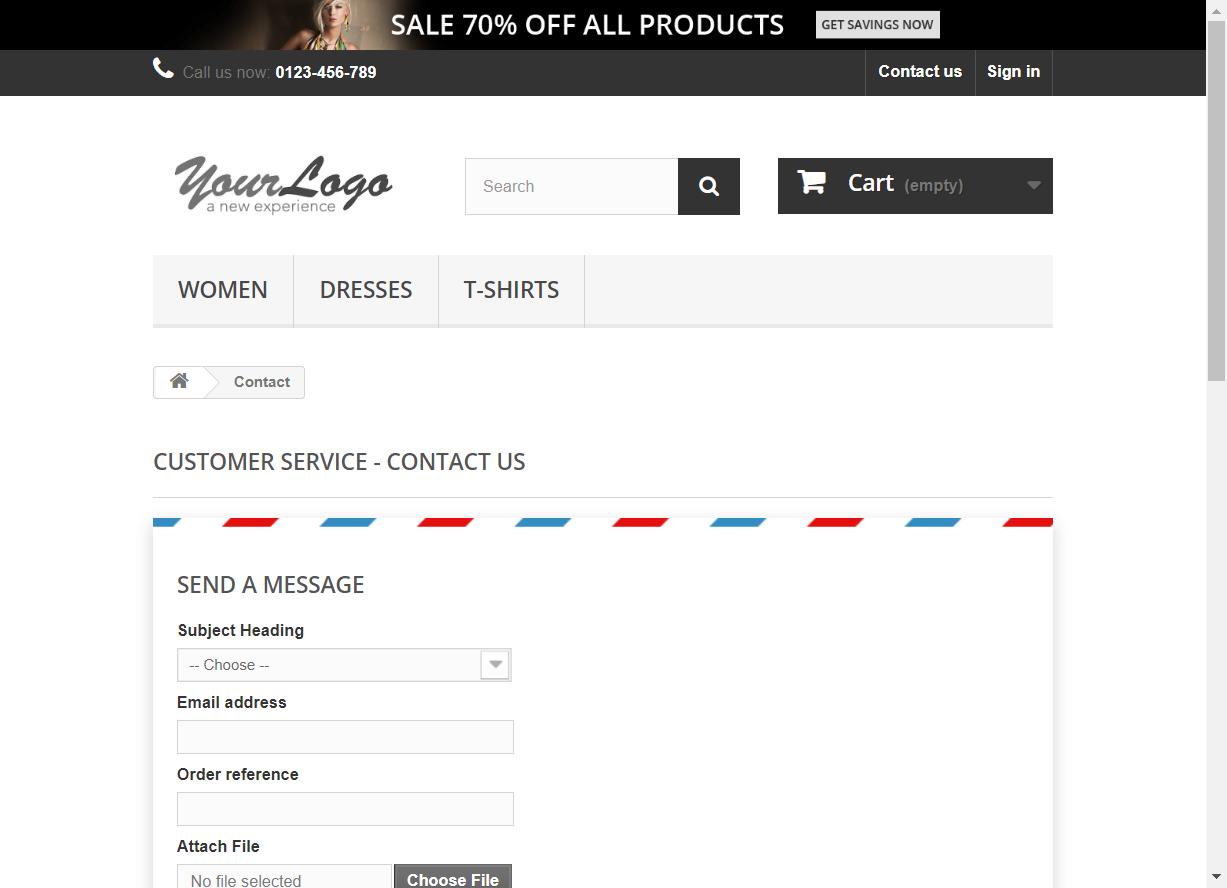 SALE 70% OFF ALL PRODUCTS GET SAVINGS NOW
Call us now: 0123-456-789 Contact us Sign in
YourLogo
a new experience
Search
Cart (empty)
WOMEN DRESSES T-SHIRTS
Contact
CUSTOMER SERVICE - CONTACT US
SEND A MESSAGE
Subject Heading
-- Choose --
Email address
Order reference
Attach File
No file selected Choose File